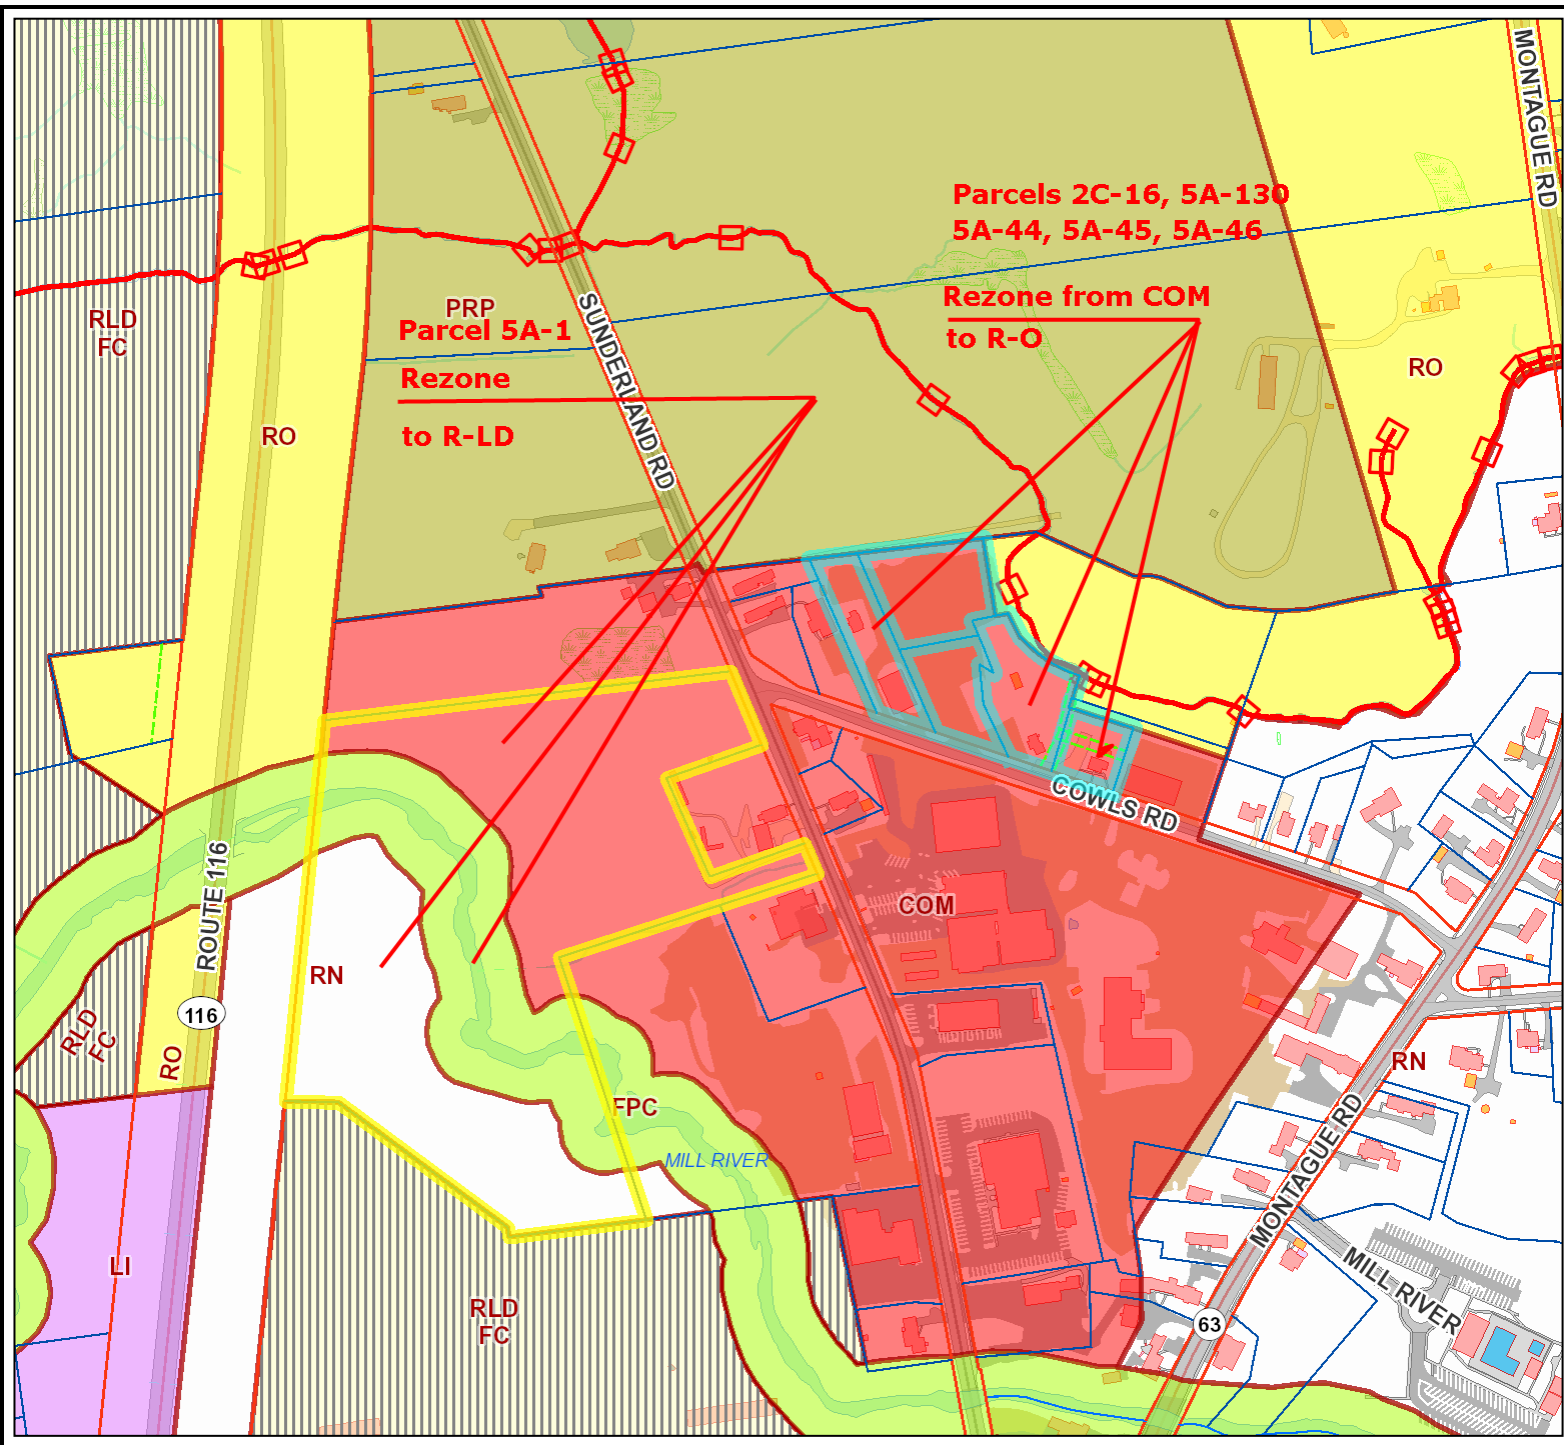 MONTAGUE RD
Parcels 2C-16, 5A-130
5A-44, 5A-45, 5A-46
Rezone from COM
to R-O
PRP
Parcel 5A-1
Rezone
to R-LD
SUNDERLAND RD
RLD
FC
RO
RO
COWLS RD
ROUTE 116
COM
RN
116
RLD
FC
RO
FPC
MILL RIVER
RN
MONTAGUE RD
LI
RLD
FC
63
MILL RIVER